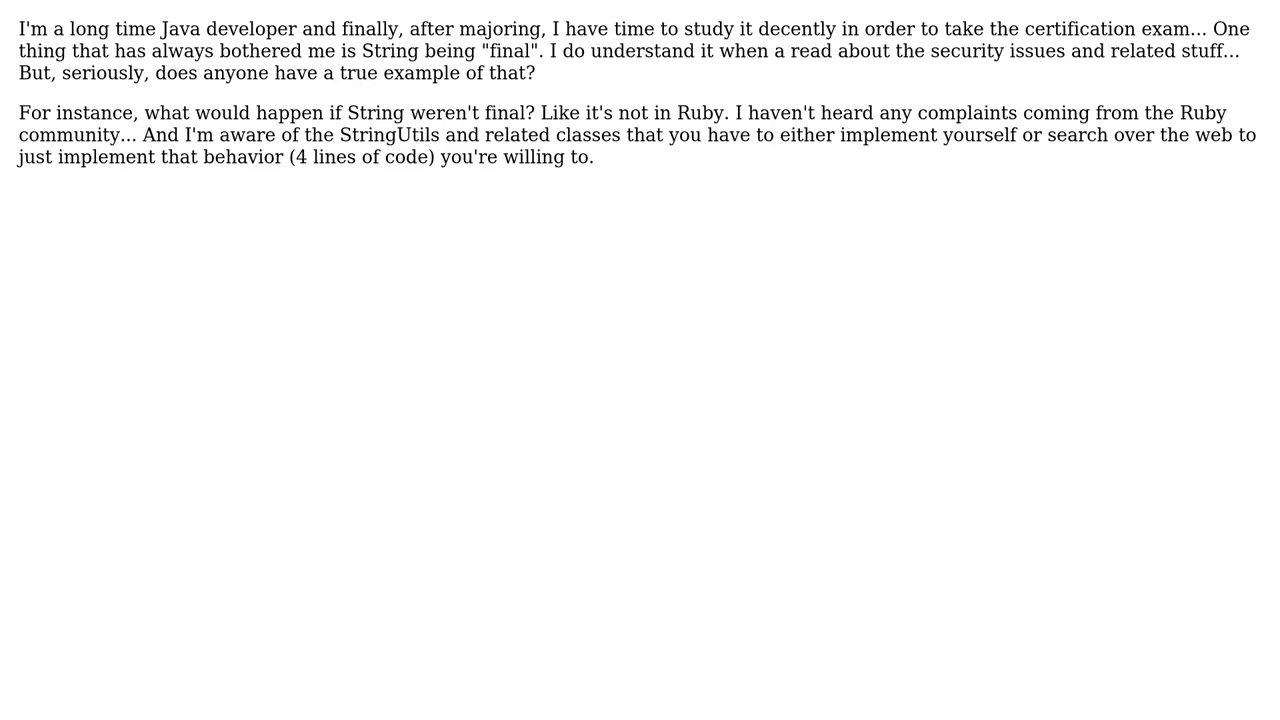 I'm a long time Java developer and finally, after majoring, I have time to study it decently in order to take the certification exam... One
thing that has always bothered me is String being "final". I do understand it when a read about the security issues and related stuff...
But, seriously, does anyone have a true example of that?
For instance, what would happen if String weren't final? Like it's not in Ruby. I haven't heard any complaints coming from the Ruby
community... And I'm aware of the StringUtils and related classes that you have to either implement yourself or search over the web to
just implement that behavior (4 lines of code) you're willing to.